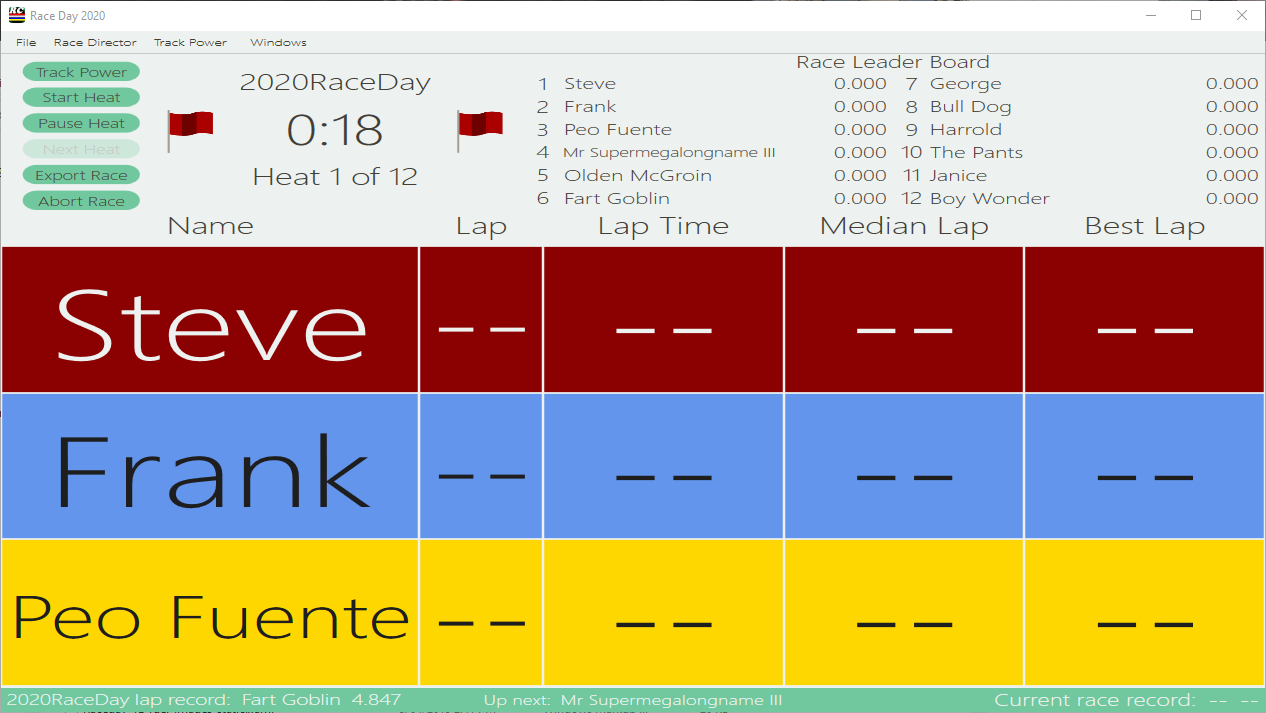 RC Race Day 2020
File Race Director Track Power Windows
Track Power
Start Heat
Pause Heat
Next Heat
Export Race
Abort Race
2020RaceDay
0:18
Heat 1 of 12
Race Leader Board
1 Steve 0.000 7 George 0.000
2 Frank 0.000 8 Bull Dog 0.000
3 Peo Fuente 0.000 9 Harrold 0.000
4 Mr Supermegalongname III 0.000 10 The Pants 0.000
5 Olden McGroin 0.000 11 Janice 0.000
6 Fart Goblin 0.000 12 Boy Wonder 0.000
Name Lap Lap Time Median Lap Best Lap
Steve -- -- -- --
Frank -- -- -- --
Peo Fuente -- -- -- --
2020RaceDay lap record: Fart Goblin 4.847 Up next: Mr Supermegalongname III Current race record: -- --